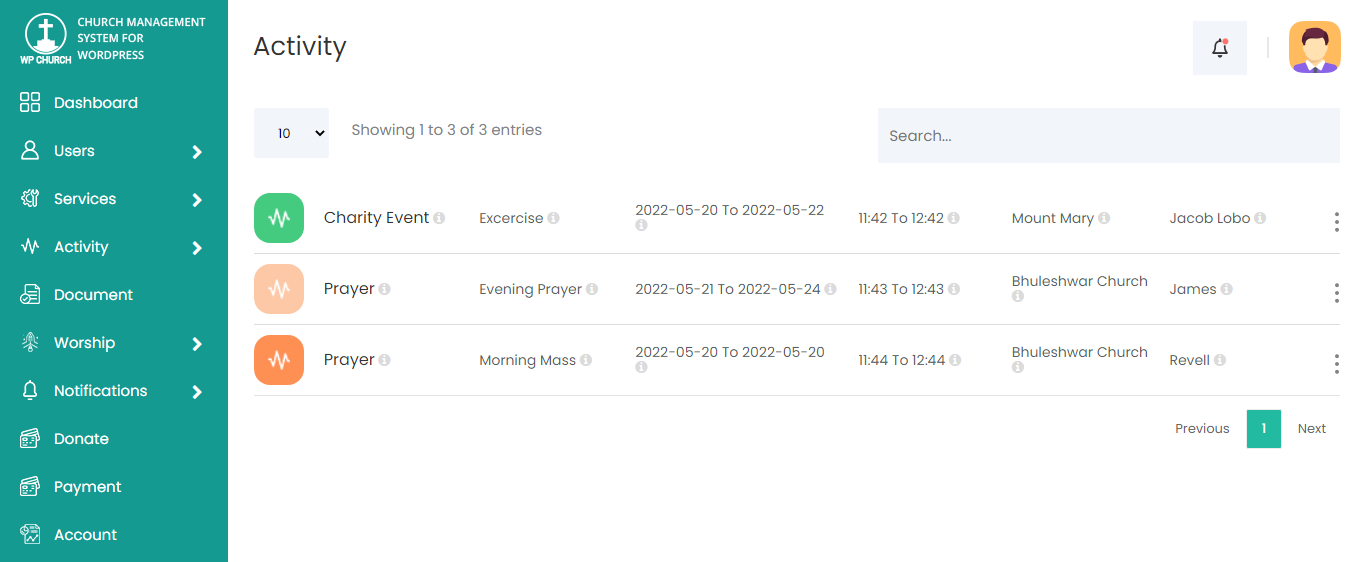 CHURCH MANAGEMENT
SYSTEM FOR
WORDPRESS
WP CHURCH
Dashboard
Users
Services
Activity
Document
Worship
Notifications
Donate
Payment
Account
Activity
10
Showing 1 to 3 of 3 entries
Search...
Charity Event
Excercise
2022-05-20 To 2022-05-22
11:42 To 12:42
Mount Mary
Jacob Lobo
Prayer
Evening Prayer
2022-05-21 To 2022-05-24
11:43 To 12:43
Bhuleshwar Church
James
Prayer
Morning Mass
2022-05-20 To 2022-05-20
11:44 To 12:44
Bhuleshwar Church
Revell
Previous
1
Next